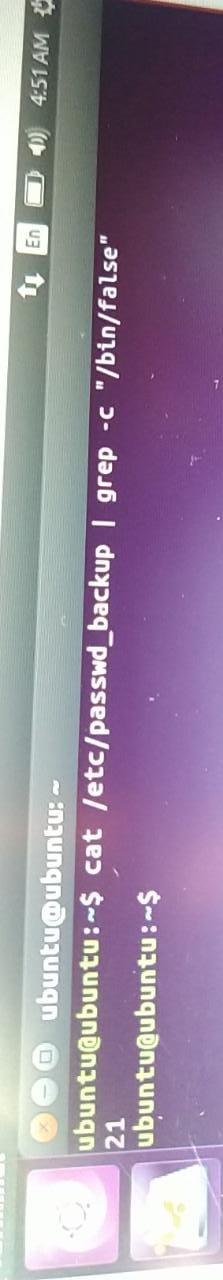 En 4:51 AM
ubuntu@ubuntu: ~
ubuntu@ubuntu:~$ cat /etc/passwd_backup | grep -c "/bin/false"
21
ubuntu@ubuntu:~$